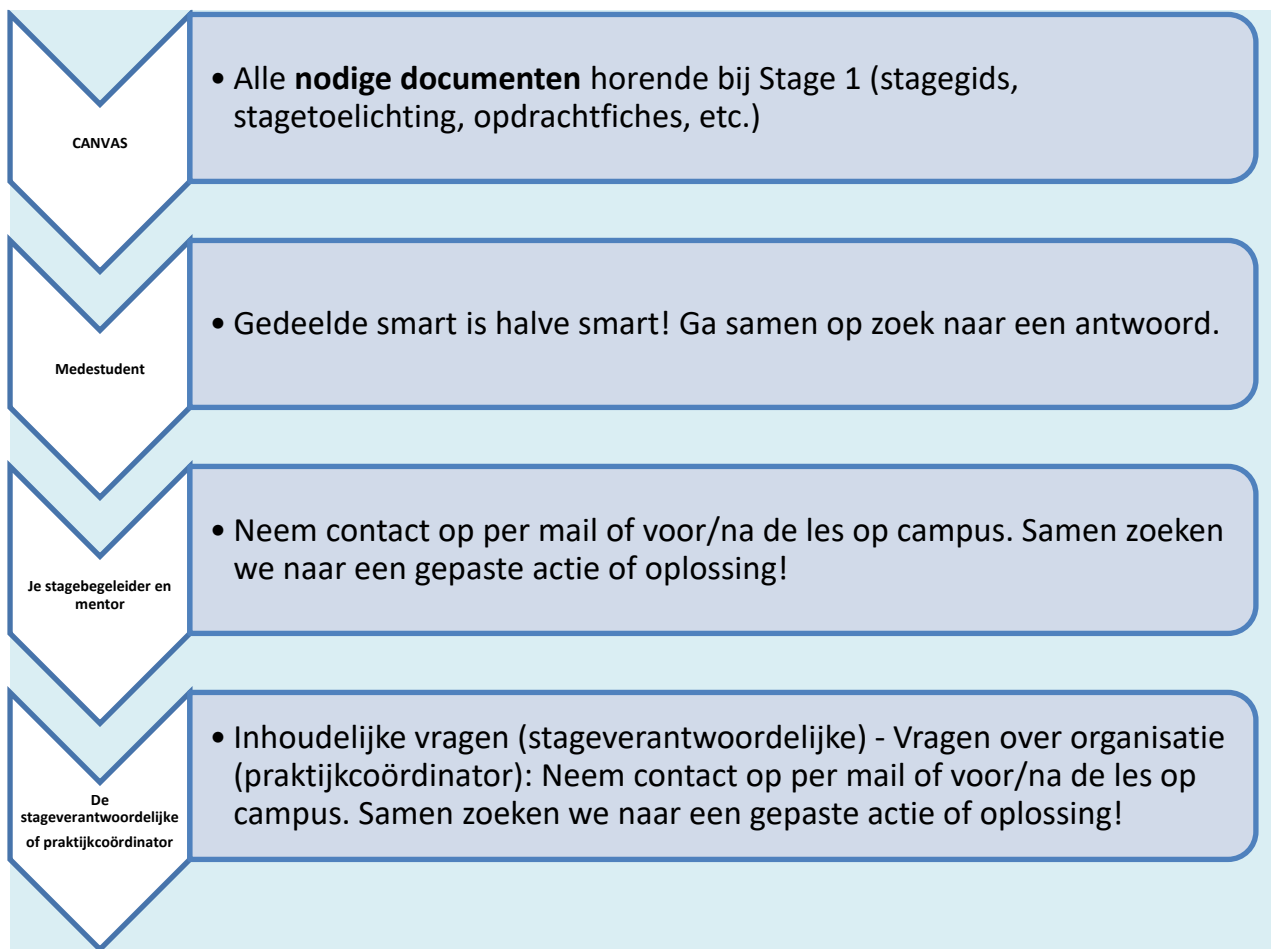 CANVAS
• Alle nodige documenten horende bij Stage 1 (stagegids,
stagetoelichting, opdrachtfiches, etc.)
Medestudent
• Gedeelde smart is halve smart! Ga samen op zoek naar een antwoord.
Je stagebegeleider en
mentor
• Neem contact op per mail of voor/na de les op campus. Samen zoeken
we naar een gepaste actie of oplossing!
De
stageverantwoordelijke
of praktijkcoördinator
• Inhoudelijke vragen (stageverantwoordelijke) - Vragen over organisatie
(praktijkcoördinator): Neem contact op per mail of voor/na de les op
campus. Samen zoeken we naar een gepaste actie of oplossing!